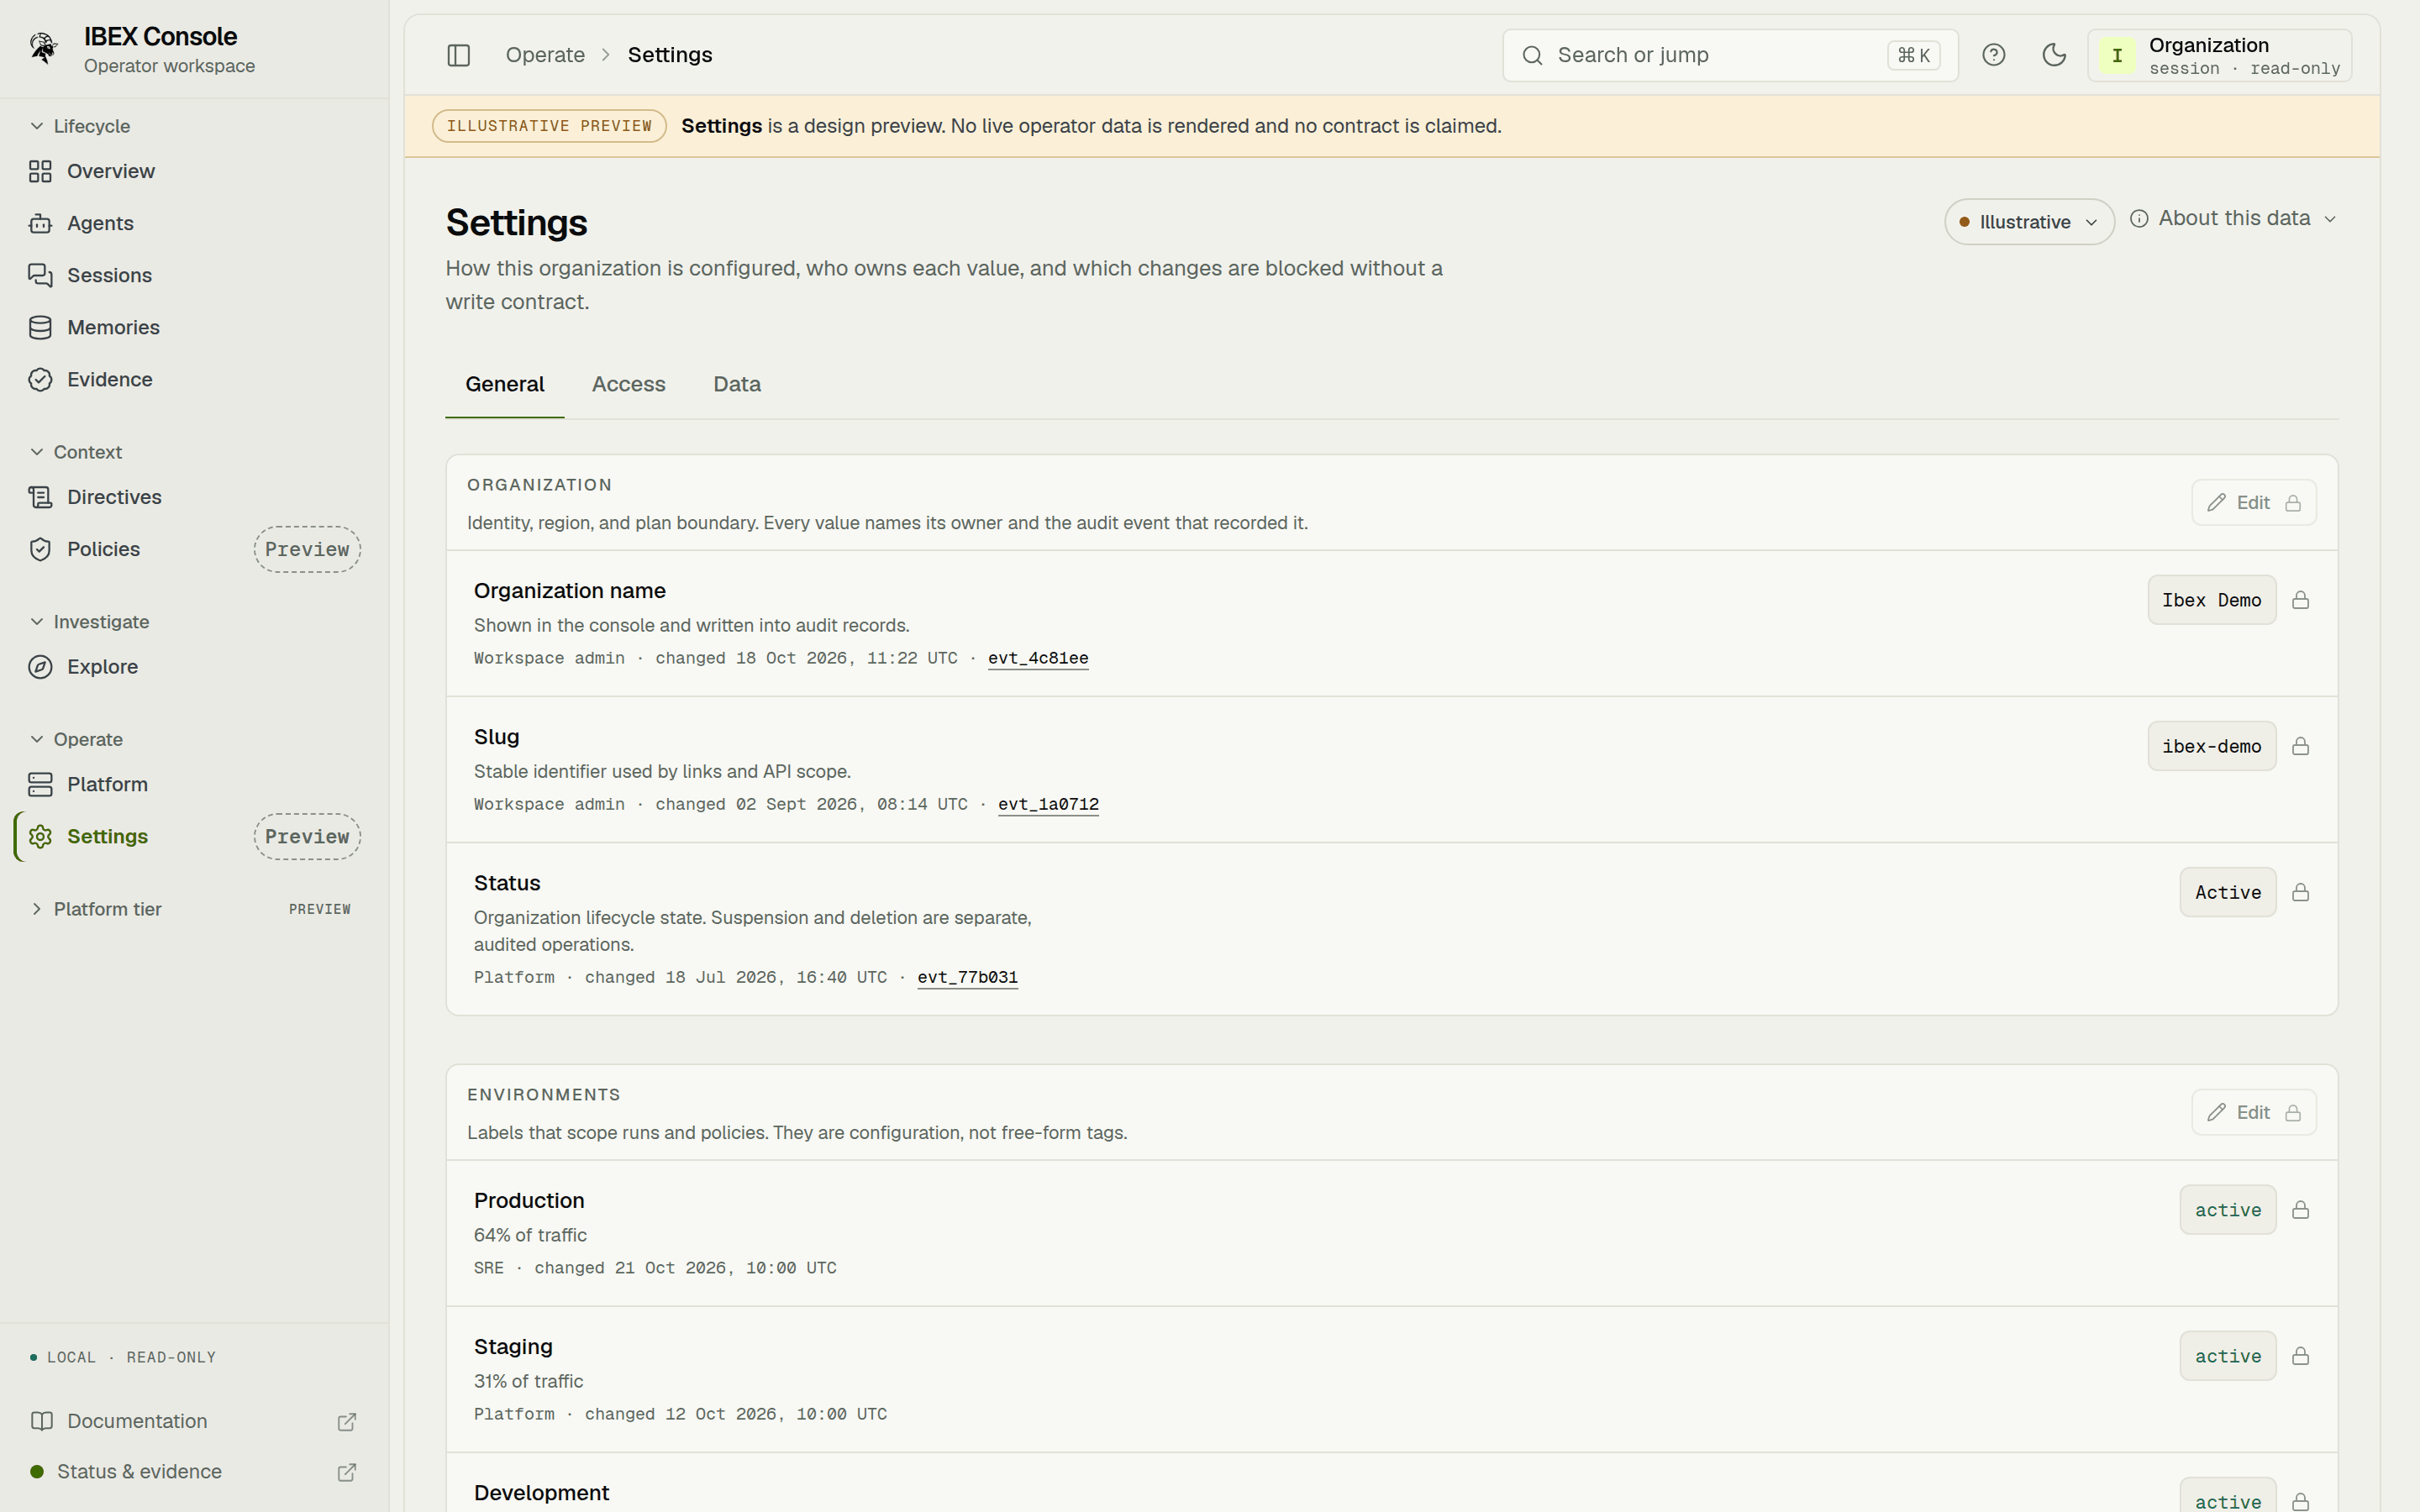 IBEX Console
Operator workspace
Lifecycle
Overview
Agents
Sessions
Memories
Evidence
Context
Directives
Policies
Preview
Investigate
Explore
Operate
Platform
Settings
Preview
Platform tier
PREVIEW
LOCAL · READ-ONLY
Documentation
Status & evidence
Operate
Settings
Search or jump
⌘K
I
Organization
session · read-only
ILLUSTRATIVE PREVIEW
Settings is a design preview. No live operator data is rendered and no contract is claimed.
Settings
How this organization is configured, who owns each value, and which changes are blocked without a
write contract.
Illustrative
About this data
General
Access
Data
ORGANIZATION
Identity, region, and plan boundary. Every value names its owner and the audit event that recorded it.
Edit
Organization name
Shown in the console and written into audit records.
Workspace admin · changed 18 Oct 2026, 11:22 UTC · evt_4c81ee
Ibex Demo
Slug
Stable identifier used by links and API scope.
Workspace admin · changed 02 Sept 2026, 08:14 UTC · evt_1a0712
ibex-demo
Status
Organization lifecycle state. Suspension and deletion are separate,
audited operations.
Platform · changed 18 Jul 2026, 16:40 UTC · evt_77b031
Active
ENVIRONMENTS
Labels that scope runs and policies. They are configuration, not free-form tags.
Edit
Production
64% of traffic
SRE · changed 21 Oct 2026, 10:00 UTC
active
Staging
31% of traffic
Platform · changed 12 Oct 2026, 10:00 UTC
active
Development
active